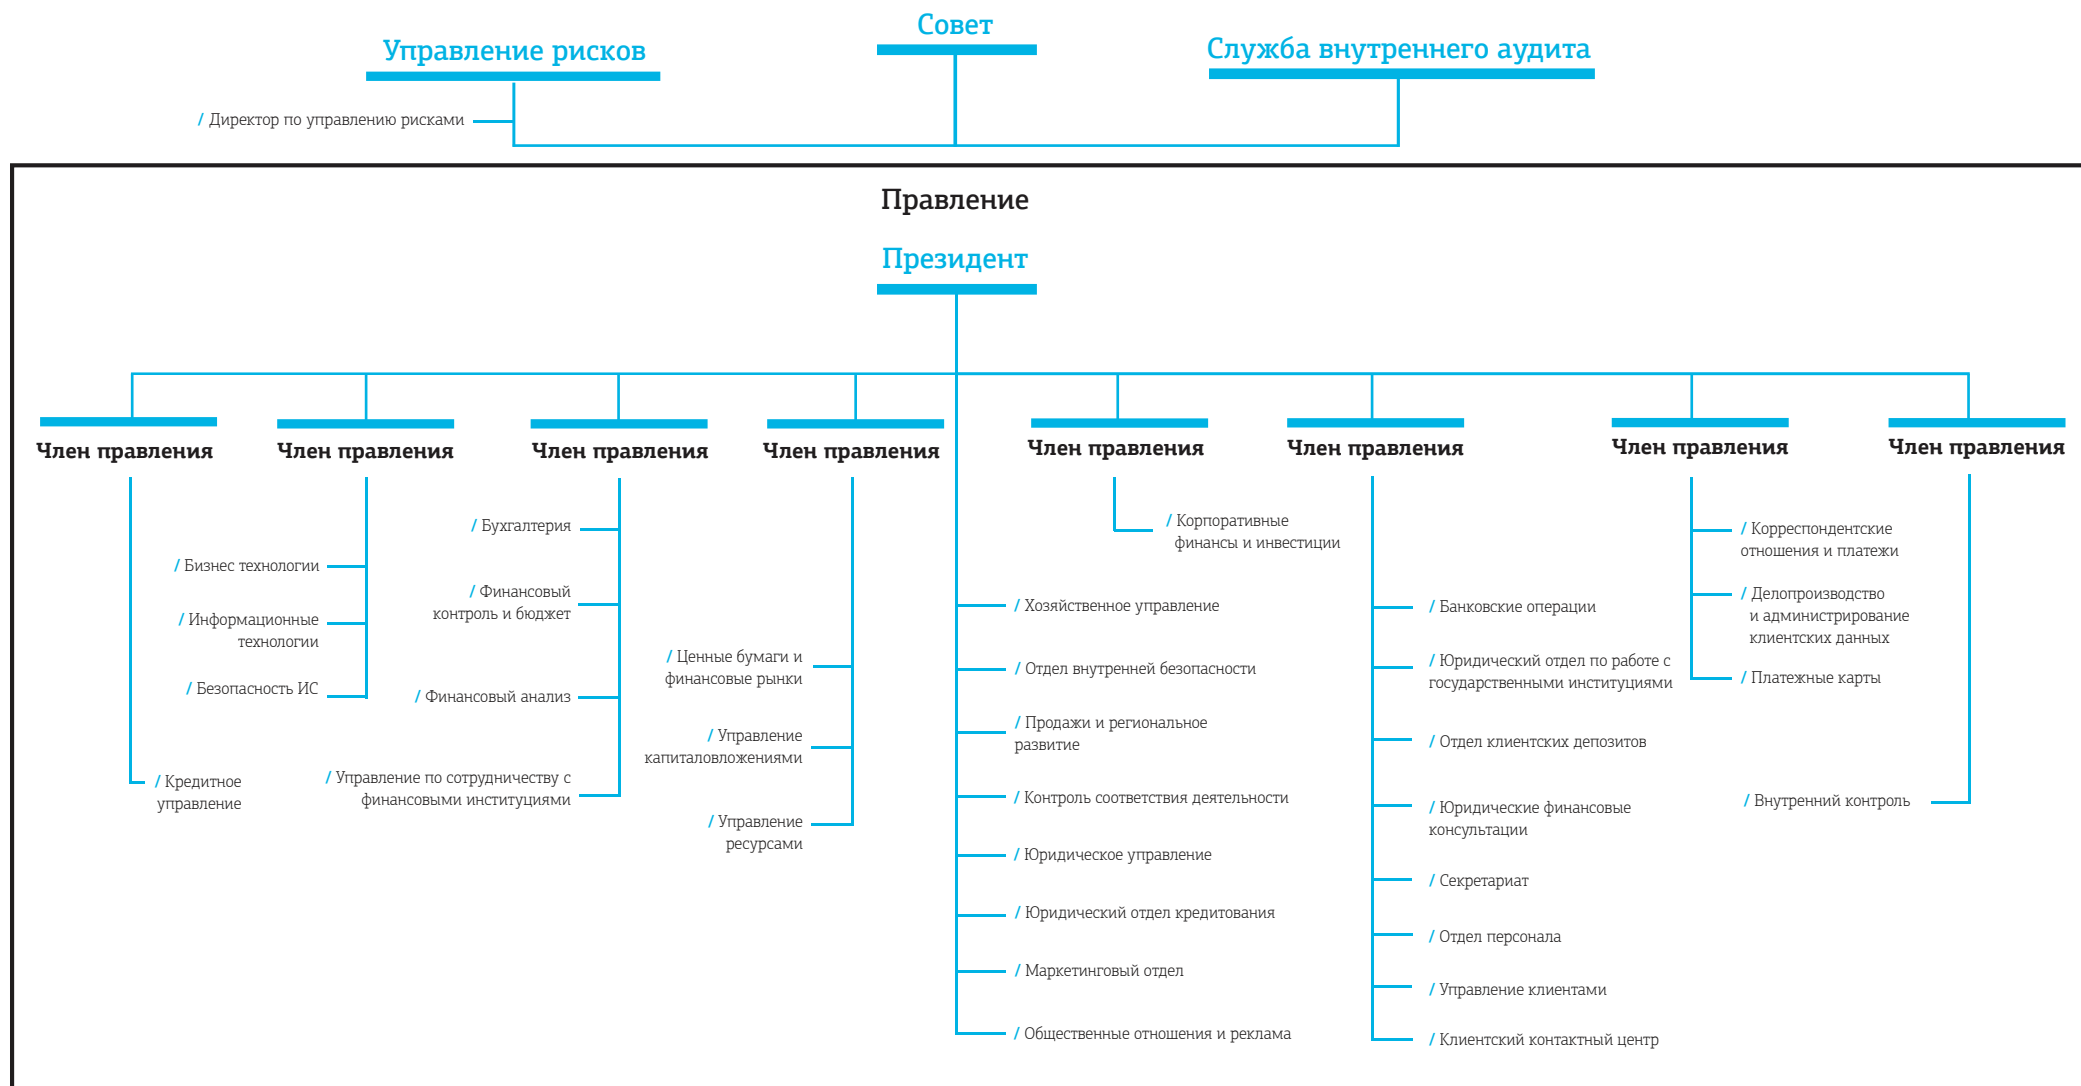 Совет
Управление рисков
Служба внутреннего аудита
/ Директор по управлению рисками
Правление
Президент
Член правления
Член правления
Член правления
Член правления
Член правления
Член правления
Член правления
Член правления
/ Кредитное
управление
/ Бизнес технологии
/ Информационные
технологии
/ Безопасность ИС
/ Бухгалтерия
/ Финансовый
контроль и бюджет
/ Финансовый анализ
/ Управление по сотрудничеству с
финансовыми институциями
/ Ценные бумаги и
финансовые рынки
/ Управление
капиталовложениями
/ Управление
ресурсами
/ Хозяйственное управление
/ Отдел внутренней безопасности
/ Продажи и региональное
развитие
/ Контроль соответствия деятельности
/ Юридическое управление
/ Юридический отдел кредитования
/ Маркетинговый отдел
/ Общественные отношения и реклама
/ Корпоративные
финансы и инвестиции
/ Банковские операции
/ Юридический отдел по работе с
государственными институциями
/ Отдел клиентских депозитов
/ Юридические финансовые
консультации
/ Секретариат
/ Отдел персонала
/ Управление клиентами
/ Клиентский контактный центр
/ Корреспондентские
отношения и платежи
/ Делопроизводство
и администрирование
клиентских данных
/ Платежные карты
/ Внутренний контроль